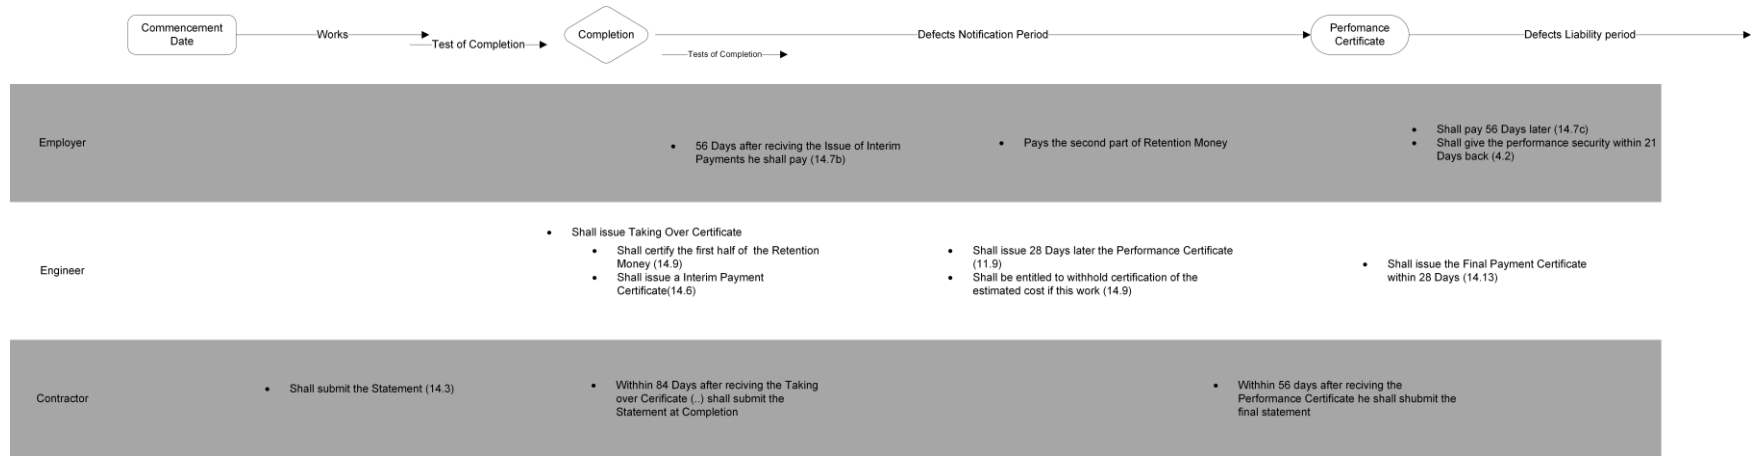 Commencement
Date
Works
Test of Completion
Completion
Defects Notification Period
Tests of Completion
Perfomance
Certificate
Defects Liability period
Employer
56 Days after reciving the Issue of Interim
Payments he shall pay (14.7b)
Pays the second part of Retention Money
Shall pay 56 Days later (14.7c)
Shall give the performance security within 21
Days back (4.2)
Engineer
Shall issue Taking Over Certificate
Shall certify the first half of the Retention
Money (14.9)
Shall issue a Interim Payment
Certificate(14.6)
Shall issue 28 Days later the Performance Certificate
(11.9)
Shall be entitled to withhold certification of the
estimated cost if this work (14.9)
Shall issue the Final Payment Certificate
within 28 Days (14.13)
Contractor
Shall submit the Statement (14.3)
Withhin 84 Days after reciving the Taking
over Cerificate (..) shall submit the
Statement at Completion
Withhin 56 days after reciving the
Performance Certificate he shall shubmit the
final statement